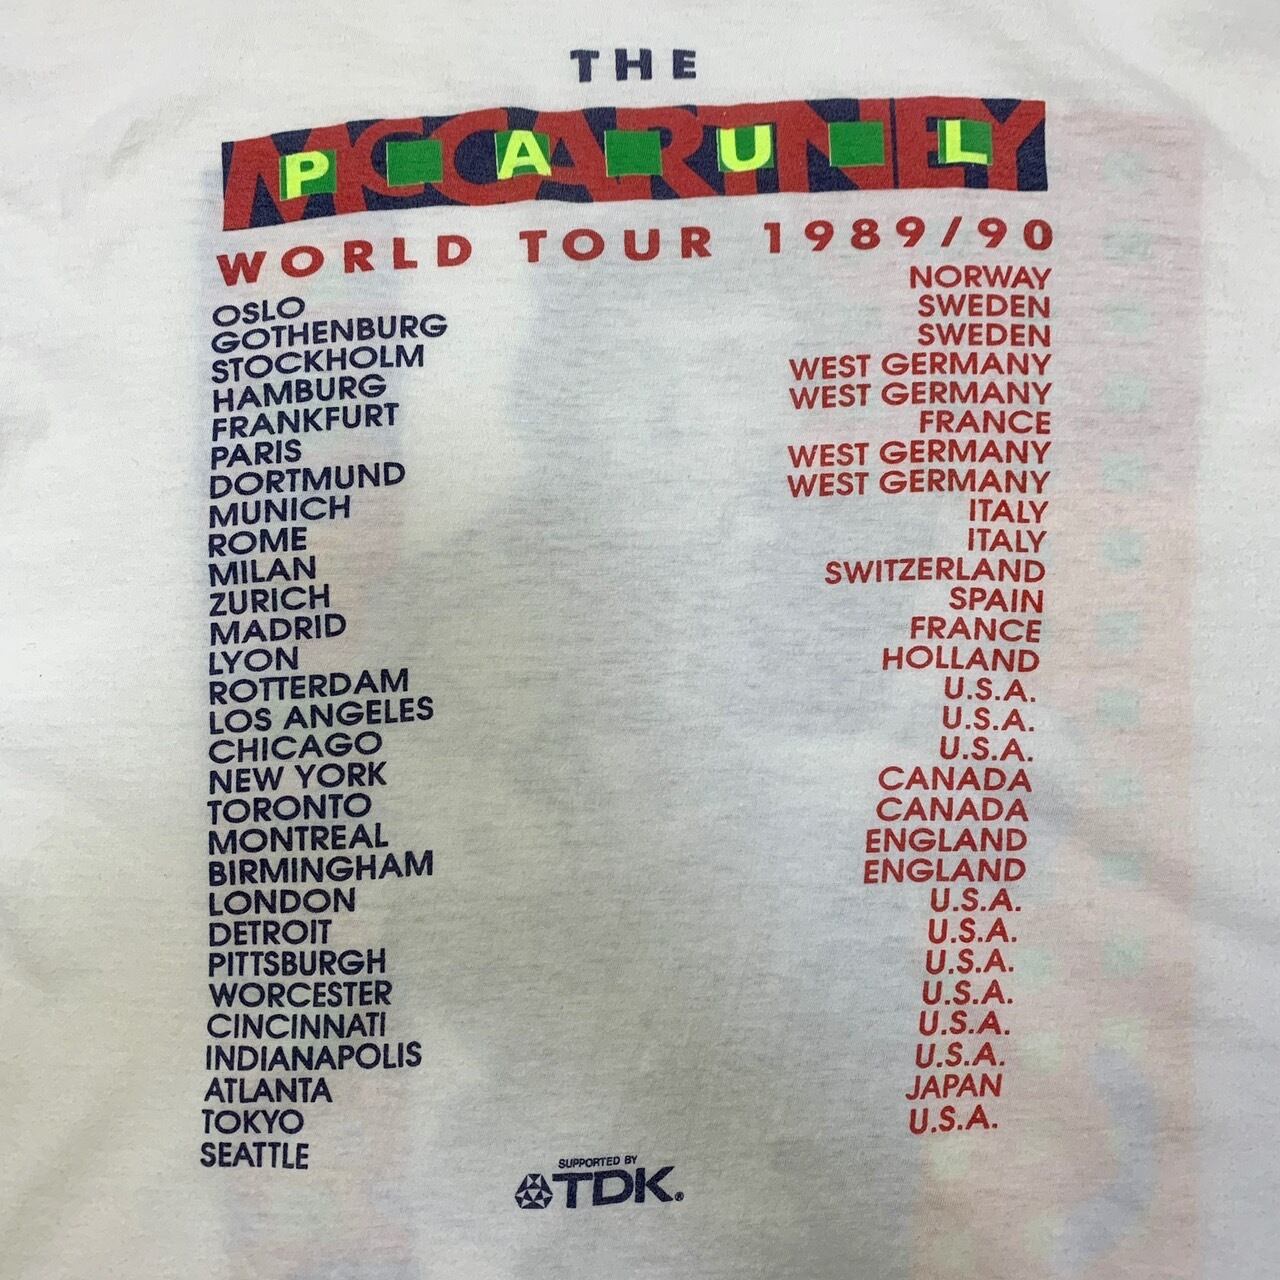 THE
McCARTNEY
PAUL
WORLD TOUR 1989/90
OSLO NORWAY
GOTHENBURG SWEDEN
STOCKHOLM SWEDEN
HAMBURG WEST GERMANY
FRANKFURT WEST GERMANY
PARIS FRANCE
DORTMUND WEST GERMANY
MUNICH WEST GERMANY
ROME ITALY
MILAN ITALY
ZURICH SWITZERLAND
MADRID SPAIN
LYON FRANCE
ROTTERDAM HOLLAND
LOS ANGELES U.S.A.
CHICAGO U.S.A.
NEW YORK U.S.A.
TORONTO CANADA
MONTREAL CANADA
BIRMINGHAM ENGLAND
LONDON ENGLAND
DETROIT U.S.A.
PITTSBURGH U.S.A.
WORCESTER U.S.A.
CINCINNATI U.S.A.
INDIANAPOLIS U.S.A.
ATLANTA U.S.A.
TOKYO JAPAN
SEATTLE U.S.A.
SUPPORTED BY
TDK®